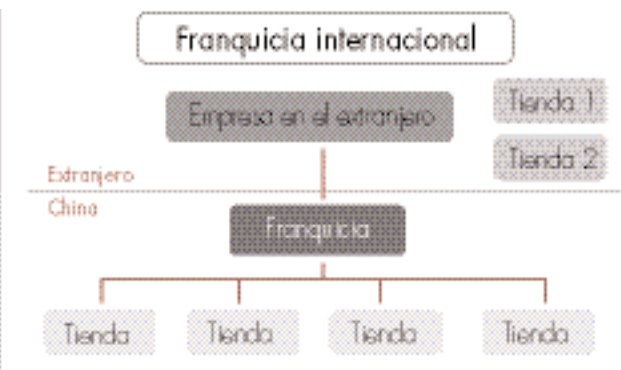 Franquicia internacional
Empresa en el extranjero
Tienda 1
Tienda 2
Extranjero
China
Franquicia
Tienda
Tienda
Tienda
Tienda